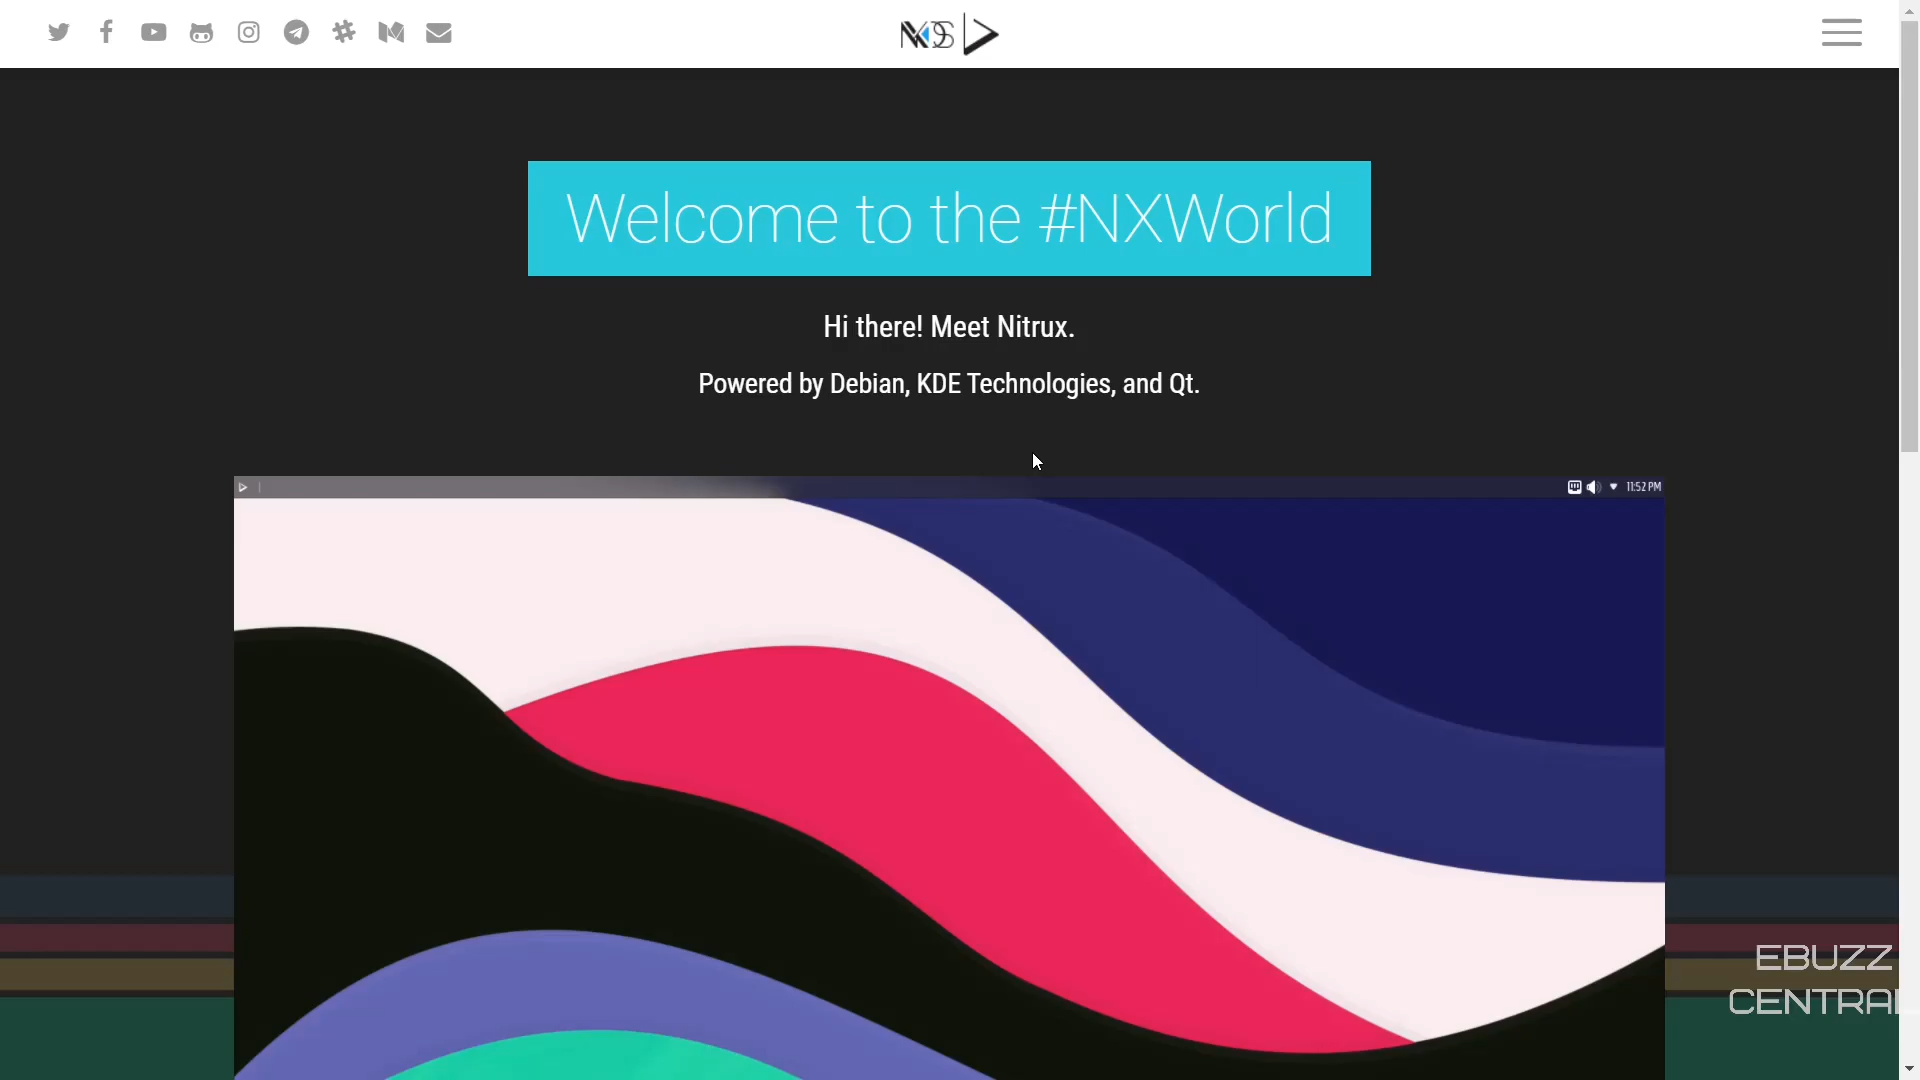 Welcome to the #NXWorld
Hi there! Meet Nitrux.
Powered by Debian, KDE Technologies, and Qt.
11:52 PM
EBUZZ
CENTRAL